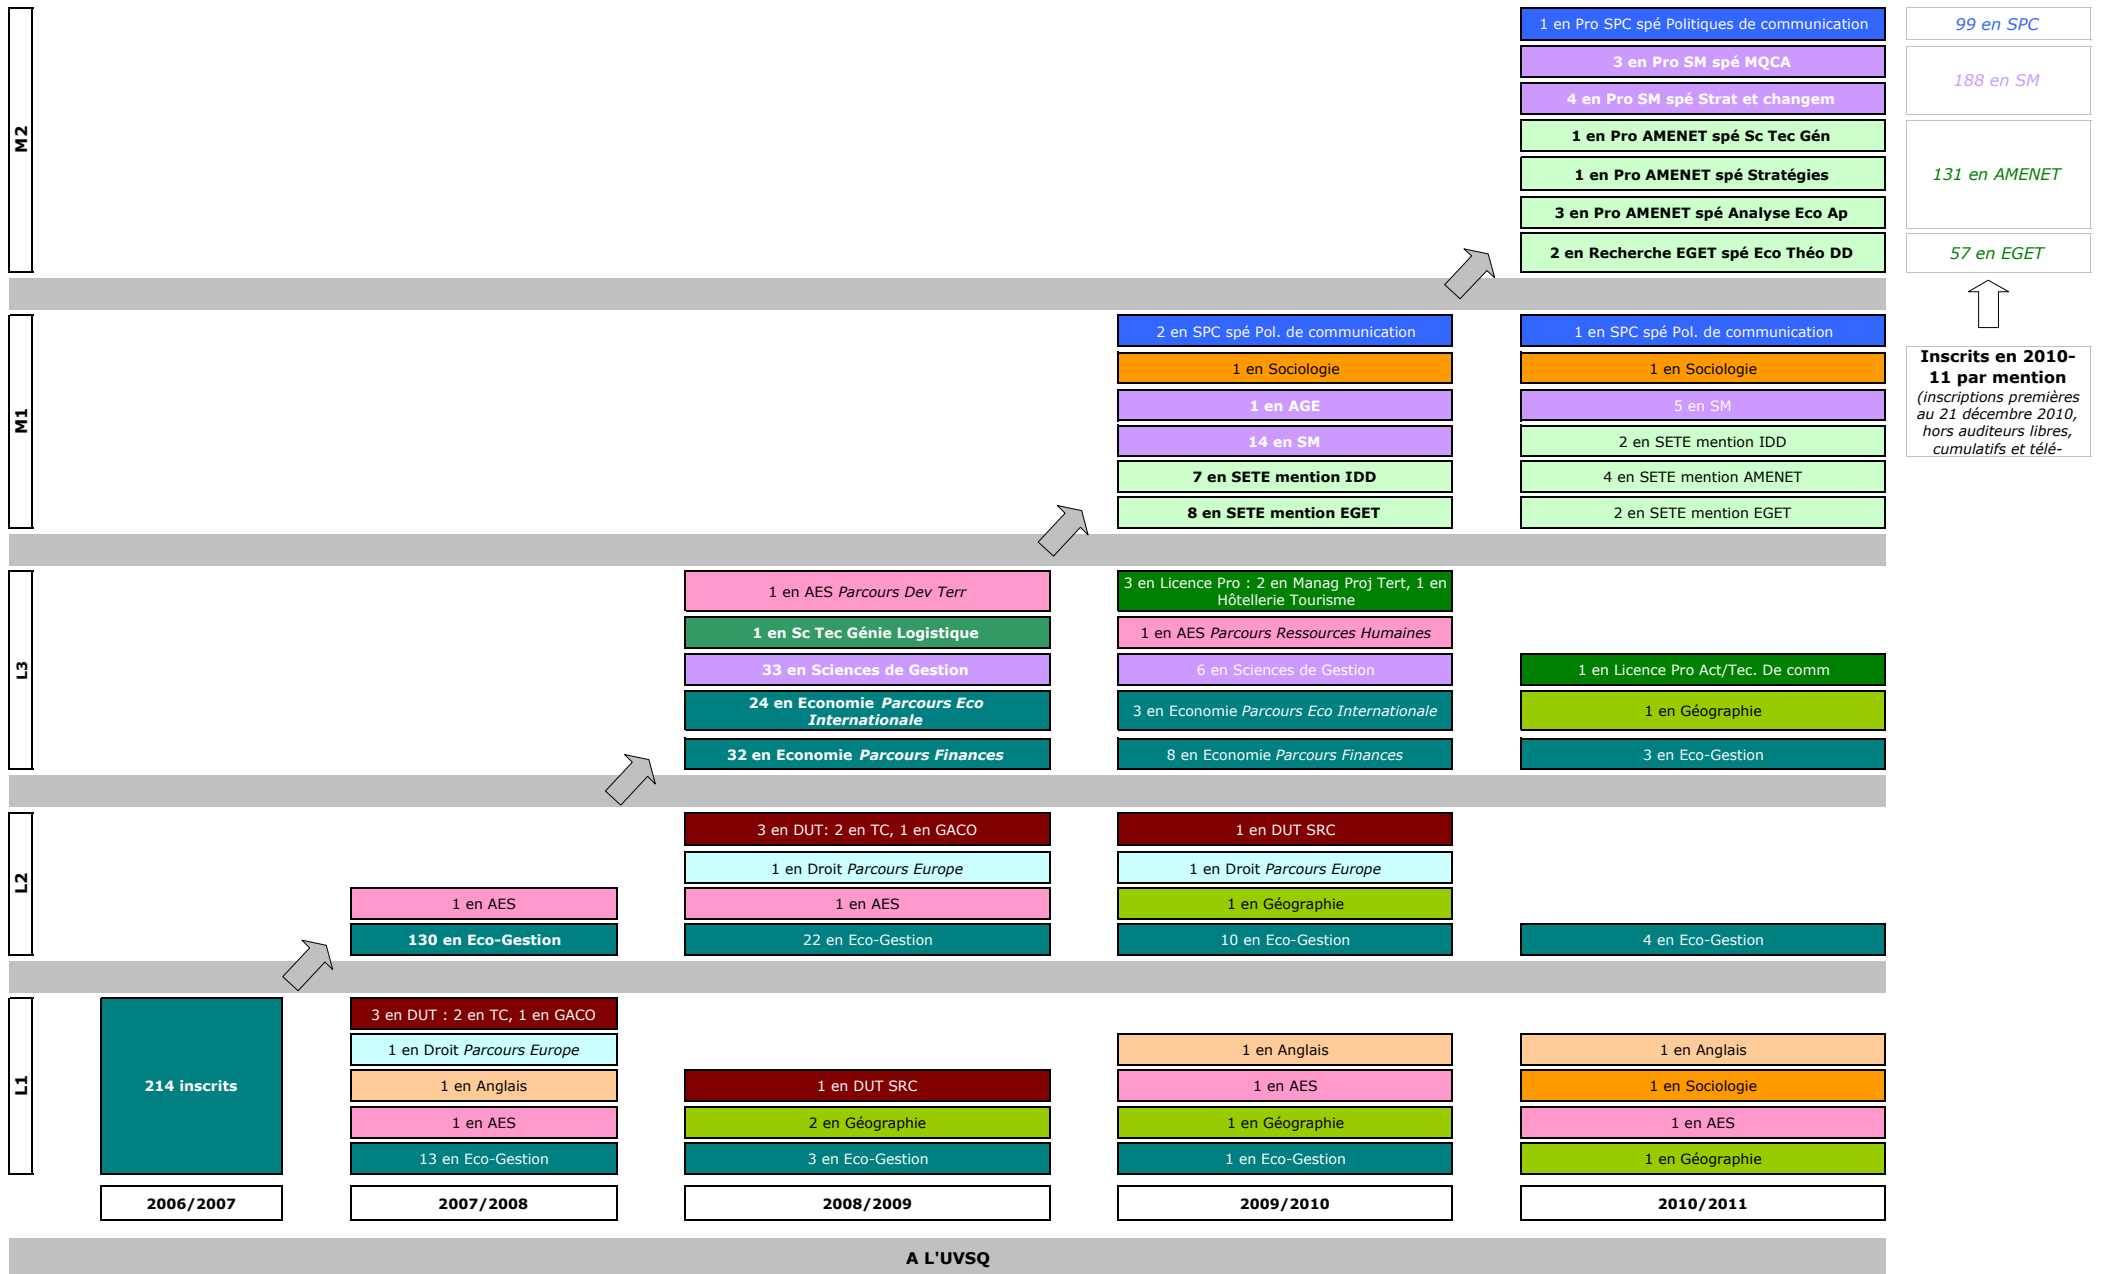 M2
1 en Pro SPC spé Politiques de communication
3 en Pro SM spé MQCA
4 en Pro SM spé Strat et changem
1 en Pro AMENET spé Sc Tec Gén
1 en Pro AMENET spé Stratégies
3 en Pro AMENET spé Analyse Eco Ap
2 en Recherche EGET spé Eco Théo DD
99 en SPC
188 en SM
131 en AMENET
57 en EGET
Inscrits en 2010-
11 par mention
(inscriptions premières
au 21 décembre 2010,
hors auditeurs libres,
cumulatifs et télé-
M1
2 en SPC spé Pol. de communication
1 en Sociologie
1 en AGE
14 en SM
7 en SETE mention IDD
8 en SETE mention EGET
1 en SPC spé Pol. de communication
1 en Sociologie
5 en SM
2 en SETE mention IDD
4 en SETE mention AMENET
2 en SETE mention EGET
L3
1 en AES Parcours Dev Terr
1 en Sc Tec Génie Logistique
33 en Sciences de Gestion
24 en Economie Parcours Eco
Internationale
32 en Economie Parcours Finances
3 en Licence Pro : 2 en Manag Proj Tert, 1 en
Hôtellerie Tourisme
1 en AES Parcours Ressources Humaines
6 en Sciences de Gestion
3 en Economie Parcours Eco Internationale
8 en Economie Parcours Finances
1 en Licence Pro Act/Tec. De comm
1 en Géographie
3 en Eco-Gestion
L2
1 en AES
130 en Eco-Gestion
3 en DUT: 2 en TC, 1 en GACO
1 en Droit Parcours Europe
1 en AES
22 en Eco-Gestion
1 en DUT SRC
1 en Droit Parcours Europe
1 en Géographie
10 en Eco-Gestion
4 en Eco-Gestion
L1
214 inscrits
3 en DUT : 2 en TC, 1 en GACO
1 en Droit Parcours Europe
1 en Anglais
1 en AES
13 en Eco-Gestion
1 en DUT SRC
2 en Géographie
3 en Eco-Gestion
1 en Anglais
1 en AES
1 en Géographie
1 en Eco-Gestion
1 en Anglais
1 en Sociologie
1 en AES
1 en Géographie
2006/2007
2007/2008
2008/2009
2009/2010
2010/2011
A L'UVSQ